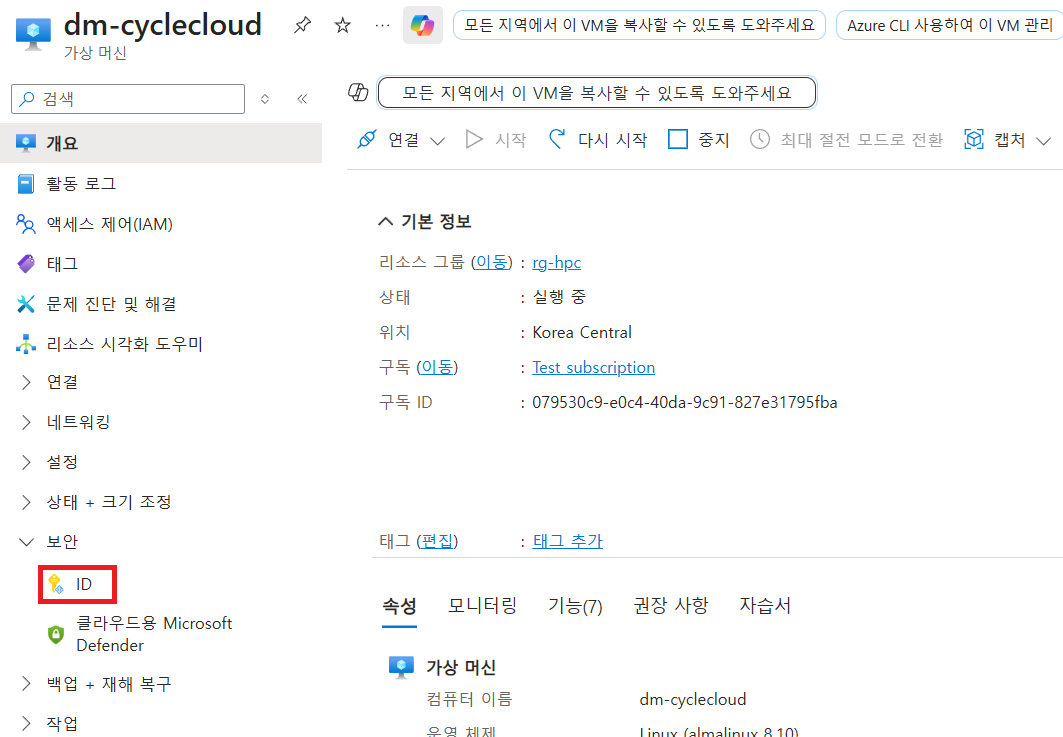 dm-cyclecloud
가상 머신
모든 지역에서 이 VM을 복사할 수 있도록 도와주세요
Azure CLI 사용하여 이 VM 관리
검색
개요
활동 로그
액세스 제어(IAM)
태그
문제 진단 및 해결
리소스 시각화 도우미
연결
네트워킹
설정
상태 + 크기 조정
보안
ID
클라우드용 Microsoft
Defender
백업 + 재해 복구
작업
모든 지역에서 이 VM을 복사할 수 있도록 도와주세요
연결 시작 다시 시작 중지 최대 절전 모드로 전환 캡처
기본 정보
리소스 그룹 (이동) : rg-hpc
상태 : 실행 중
위치 : Korea Central
구독 (이동) : Test subscription
구독 ID : 079530c9-e0c4-40da-9c91-827e31795fba
태그 (편집) : 태그 추가
속성 모니터링 기능(7) 권장 사항 자습서
가상 머신
컴퓨터 이름 dm-cyclecloud
운영 체제 Linux (almalinux 8.10)